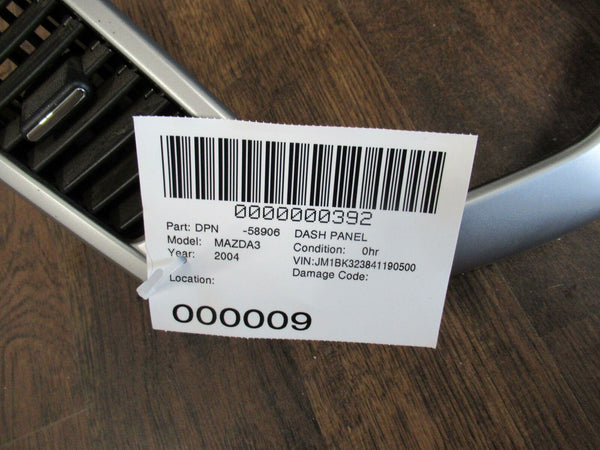 0000000392
Part: DPN -58906 DASH PANEL
Model: MAZDA3 Condition: 0hr
Year: 2004 VIN:JM1BK323841190500
Location: Damage Code:
000009